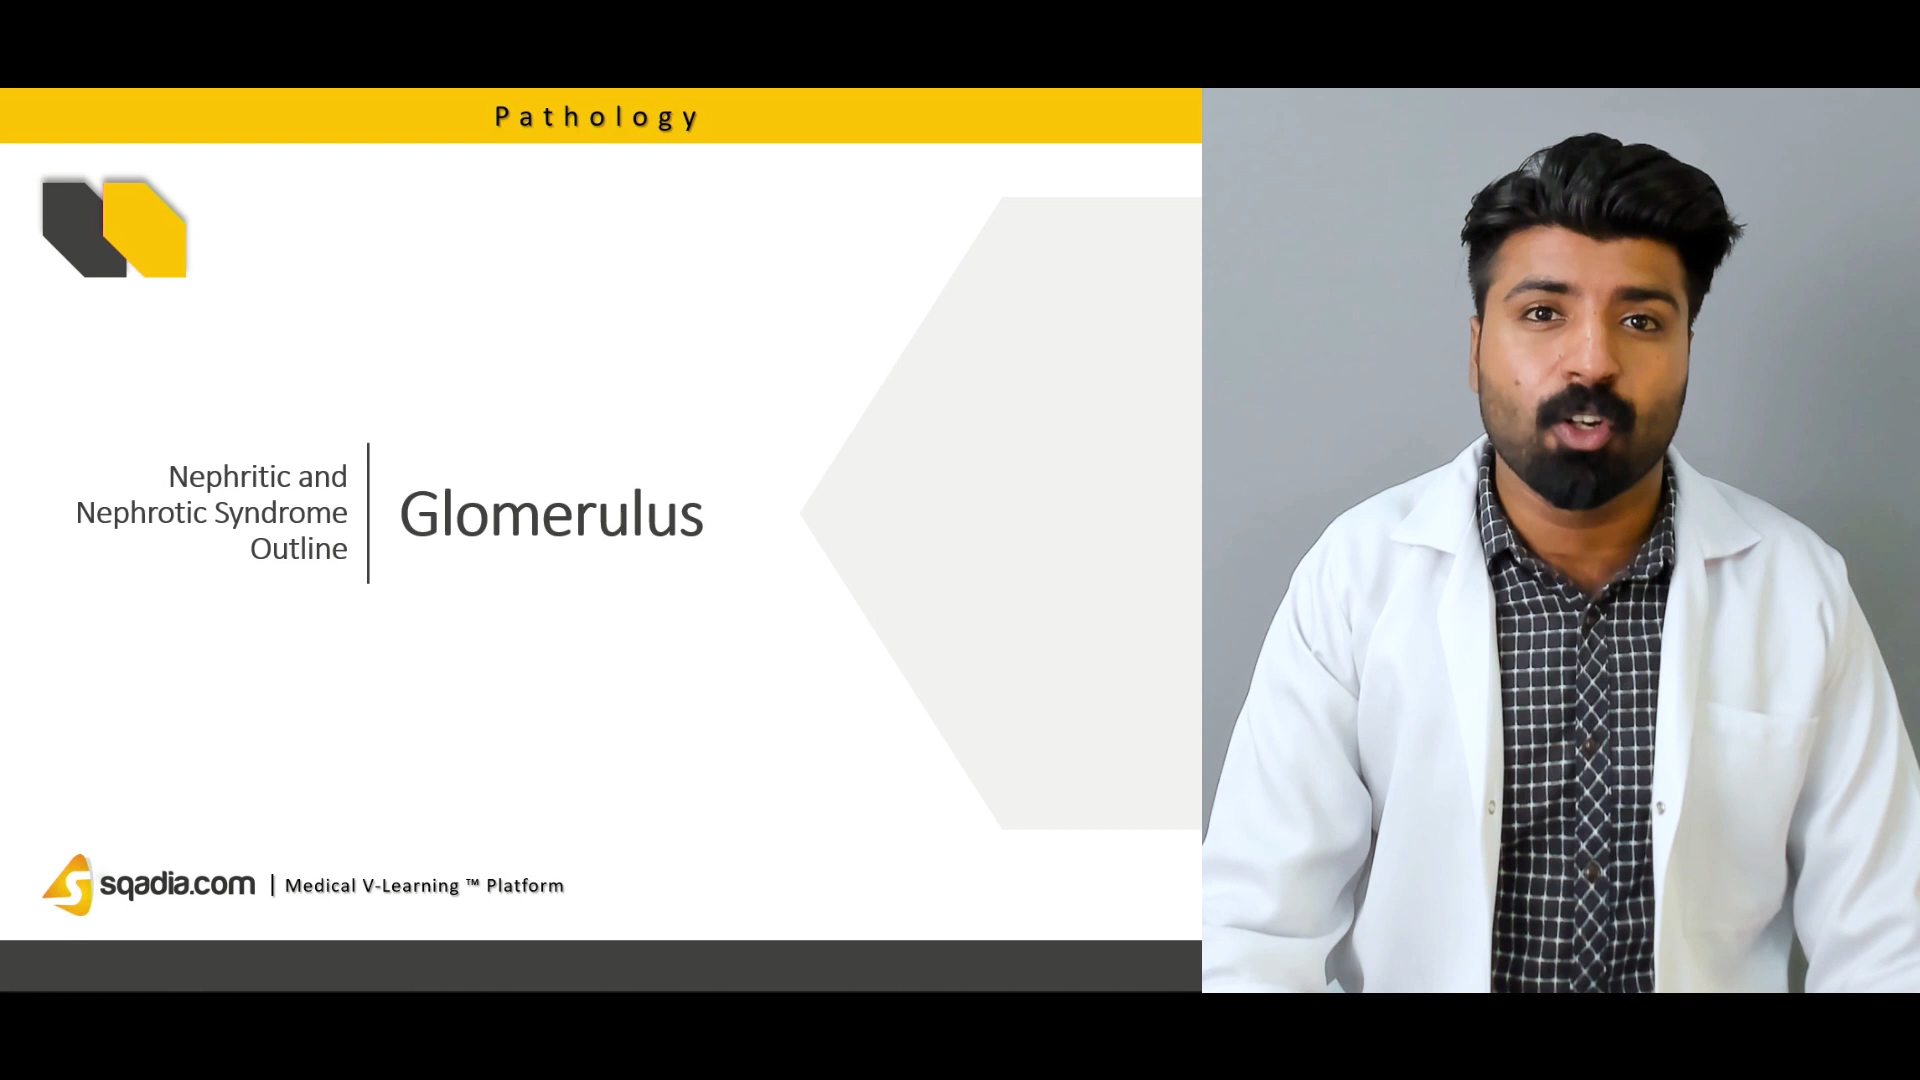 Pathology
Nephritic and
Nephrotic Syndrome
Outline
Glomerulus
sqadia.com | Medical V-Learning ™ Platform